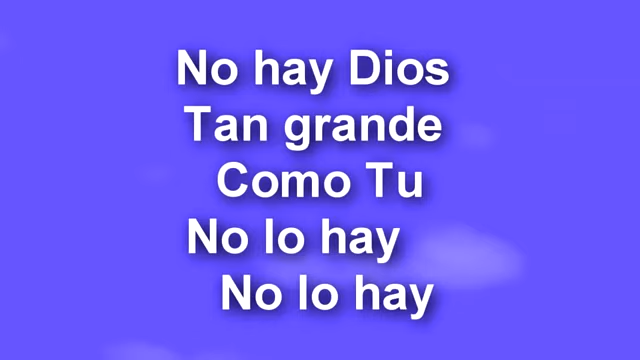 No hay Dios
Tan grande
Como Tu
No lo hay
No lo hay